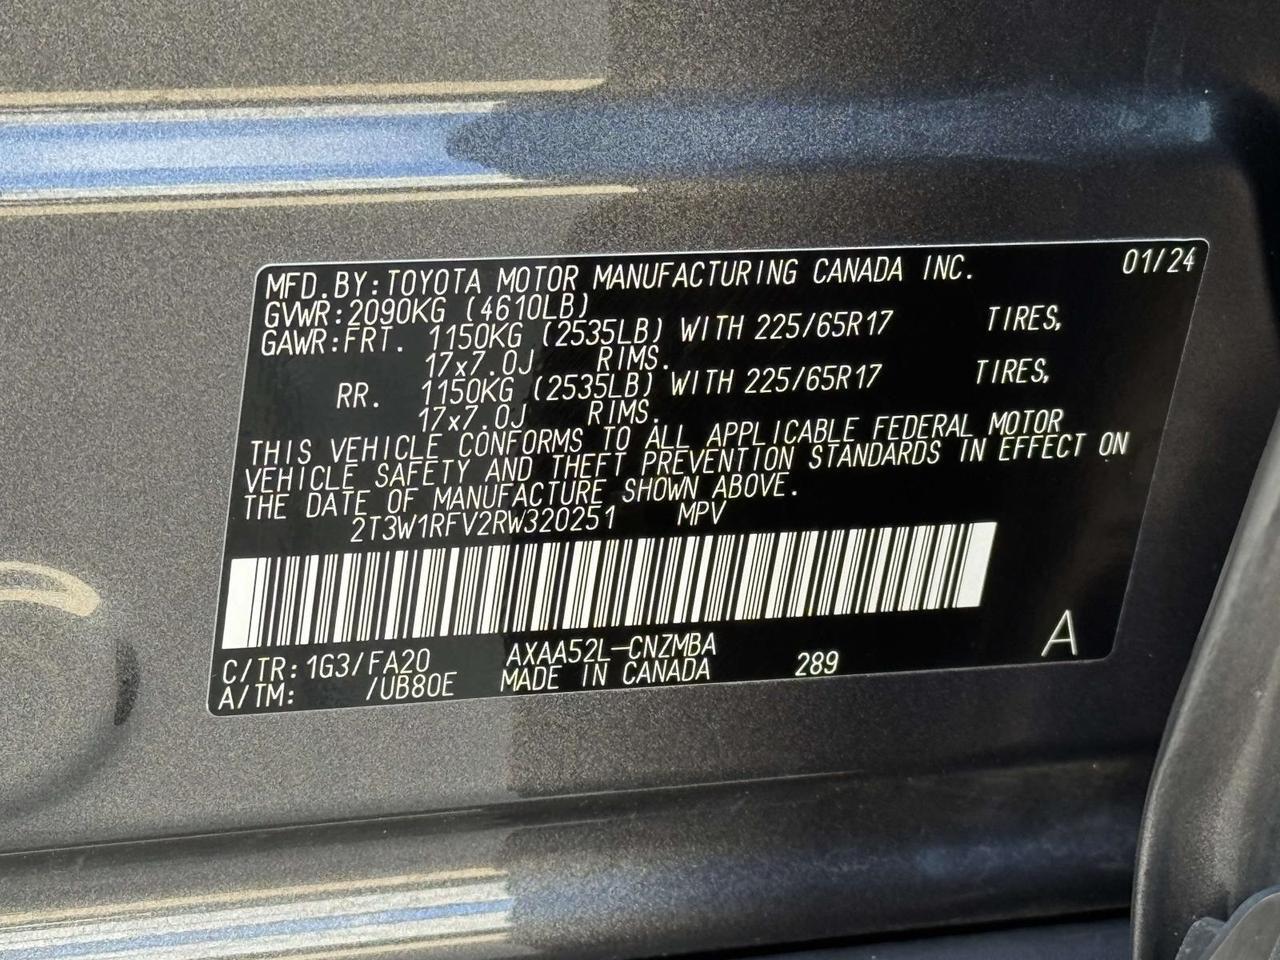 MFD.BY:TOYOTA MOTOR MANUFACTURING CANADA INC. 01/24
GVWR:2090KG (4610LB)
GAWR:FRT. 1150KG (2535LB) WITH 225/65R17 TIRES,
17x7.0J RIMS.
RR. 1150KG (2535LB) WITH 225/65R17 TIRES,
17x7.0J RIMS.
THIS VEHICLE CONFORMS TO ALL APPLICABLE FEDERAL MOTOR
VEHICLE SAFETY AND THEFT PREVENTION STANDARDS IN EFFECT ON
THE DATE OF MANUFACTURE SHOWN ABOVE.
2T3W1RFV2RW320251 MPV
C/TR:1G3/FA20 AXAA52L-CNZMBA 289 A
A/TM: /UB80E MADE IN CANADA